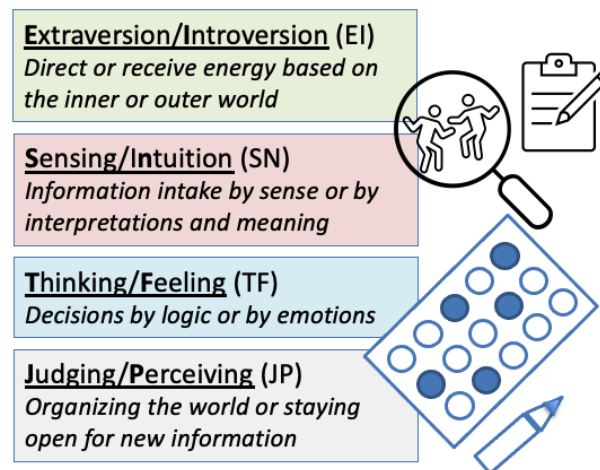 Extraversion/Introversion (EI)
Direct or receive energy based on
the inner or outer world
Sensing/Intuition (SN)
Information intake by sense or by
interpretations and meaning
Thinking/Feeling (TF)
Decisions by logic or by emotions
Judging/Perceiving (JP)
Organizing the world or staying
open for new information